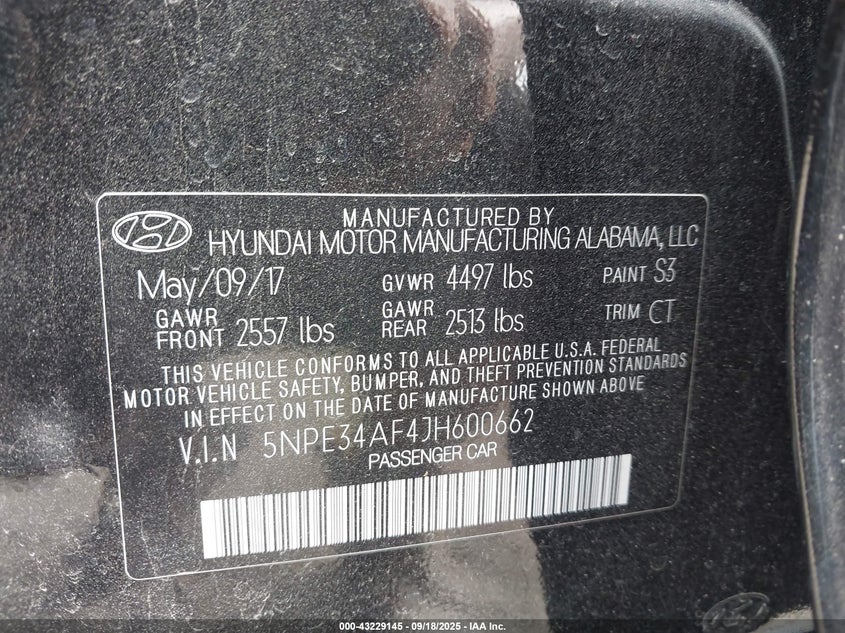 MANUFACTURED BY
HYUNDAI MOTOR MANUFACTURING ALABAMA, LLC
May/09/17 GVWR 4497 lbs PAINT S3
GAWR FRONT 2557 lbs GAWR REAR 2513 lbs TRIM CT
THIS VEHICLE CONFORMS TO ALL APPLICABLE U.S.A. FEDERAL
MOTOR VEHICLE SAFETY, BUMPER, AND THEFT PREVENTION STANDARDS
IN EFFECT ON THE DATE OF MANUFACTURE SHOWN ABOVE
V.I.N 5NPE34AF4JH600662
PASSENGER CAR
000-43229145 - 09/18/2025 - IAA Inc.